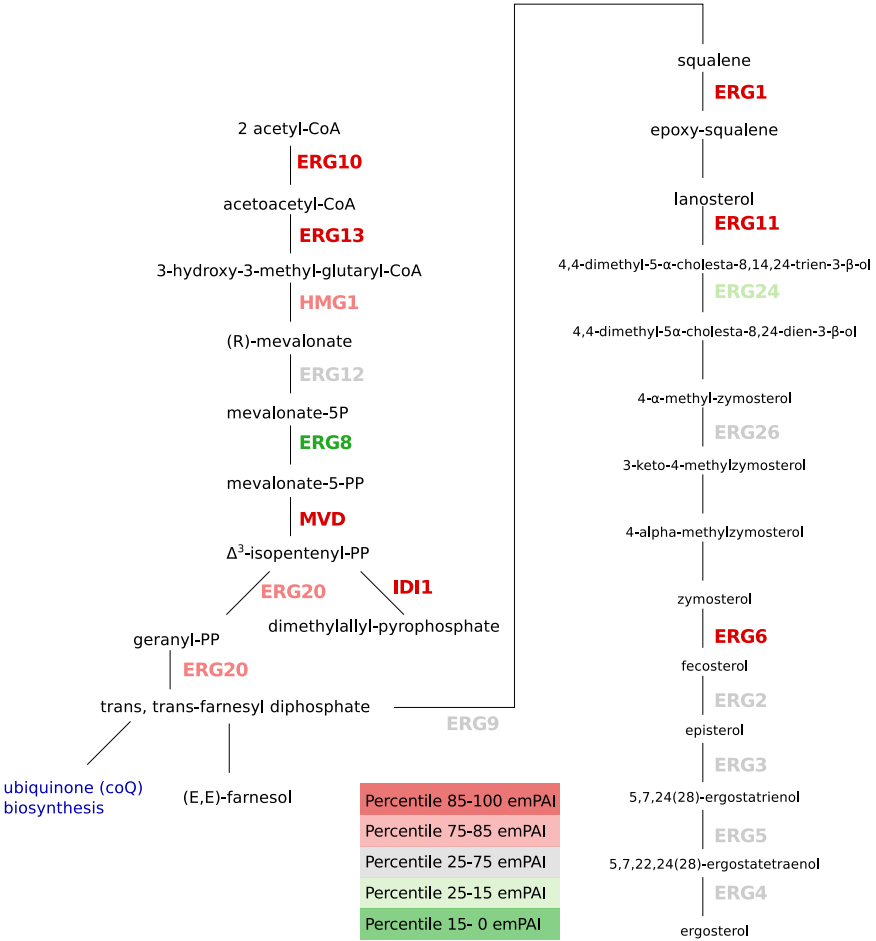 2 acetyl-CoA
ERG10
acetoacetyl-CoA
ERG13
3-hydroxy-3-methyl-glutaryl-CoA
HMG1
(R)-mevalonate
ERG12
mevalonate-5P
ERG8
mevalonate-5-PP
MVD
Δ³-isopentenyl-PP
ERG20
IDI1
geranyl-PP
dimethylallyl-pyrophosphate
ERG20
trans, trans-farnesyl diphosphate
ERG9
ubiquinone (coQ)
biosynthesis
(E,E)-farnesol
squalene
ERG1
epoxy-squalene
lanosterol
ERG11
4,4-dimethyl-5-α-cholesta-8,14,24-trien-3-β-ol
ERG24
4,4-dimethyl-5α-cholesta-8,24-dien-3-β-ol
4-α-methyl-zymosterol
ERG26
3-keto-4-methylzymosterol
4-alpha-methylzymosterol
zymosterol
ERG6
fecosterol
ERG2
episterol
ERG3
5,7,24(28)-ergostatrienol
ERG5
5,7,22,24(28)-ergostatetraenol
ERG4
ergosterol
Percentile 85-100 emPAI
Percentile 75-85 emPAI
Percentile 25-75 emPAI
Percentile 25-15 emPAI
Percentile 15- 0 emPAI